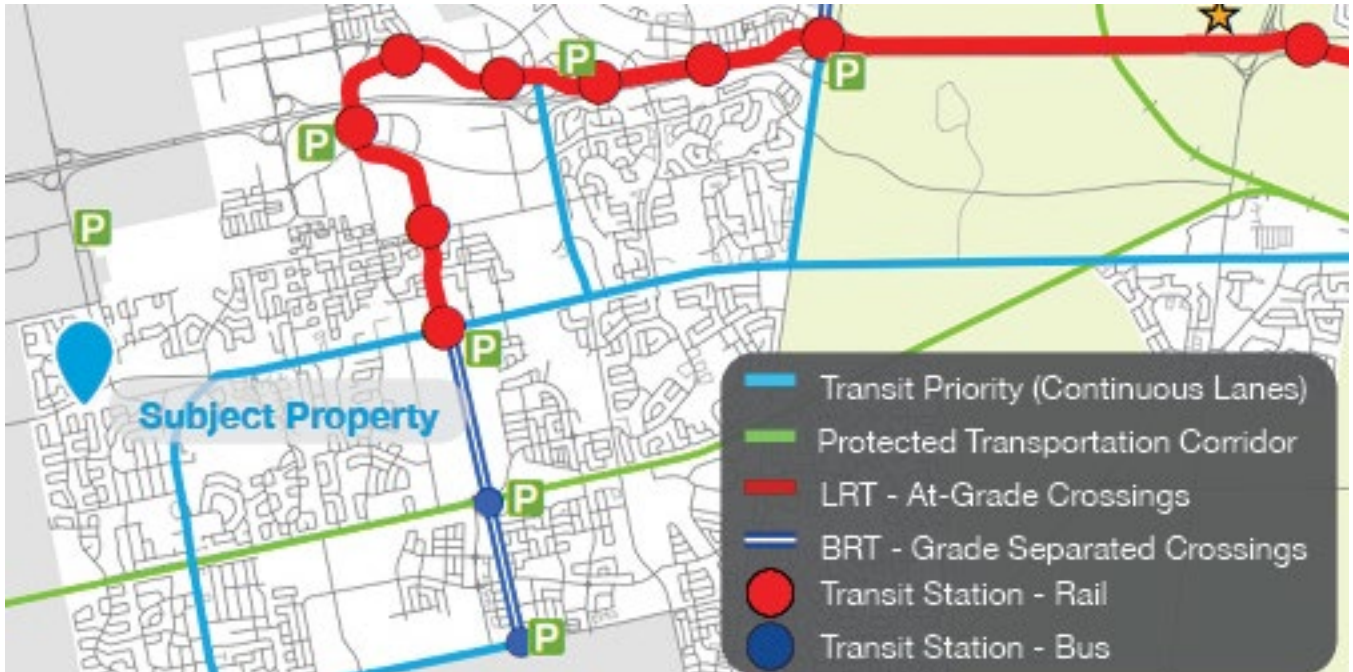 P
P
P
P
P
Subject Property
P
P
Transit Priority (Continuous Lanes)
Protected Transportation Corridor
LRT - At-Grade Crossings
BRT - Grade Separated Crossings
Transit Station - Rail
Transit Station - Bus